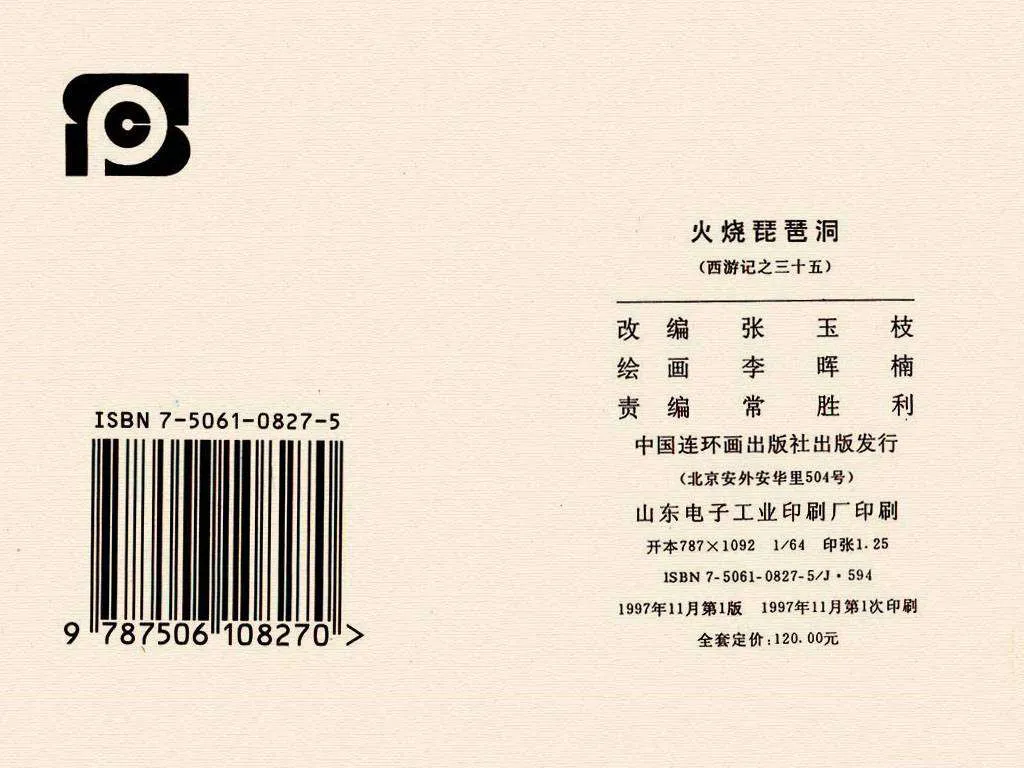 火烧琵琶洞
（西游记之三十五）
改编 张玉枝
绘画 李晖楠
责编 常胜利
中国连环画出版社出版发行
（北京安外安华里504号）
山东电子工业印刷厂印刷
开本787×1092 1/64 印张1.25
ISBN 7-5061-0827-5/J·594
1997年11月第1版 1997年11月第1次印刷
全套定价:120.00元
ISBN 7-5061-0827-5
9 787506 108270 >